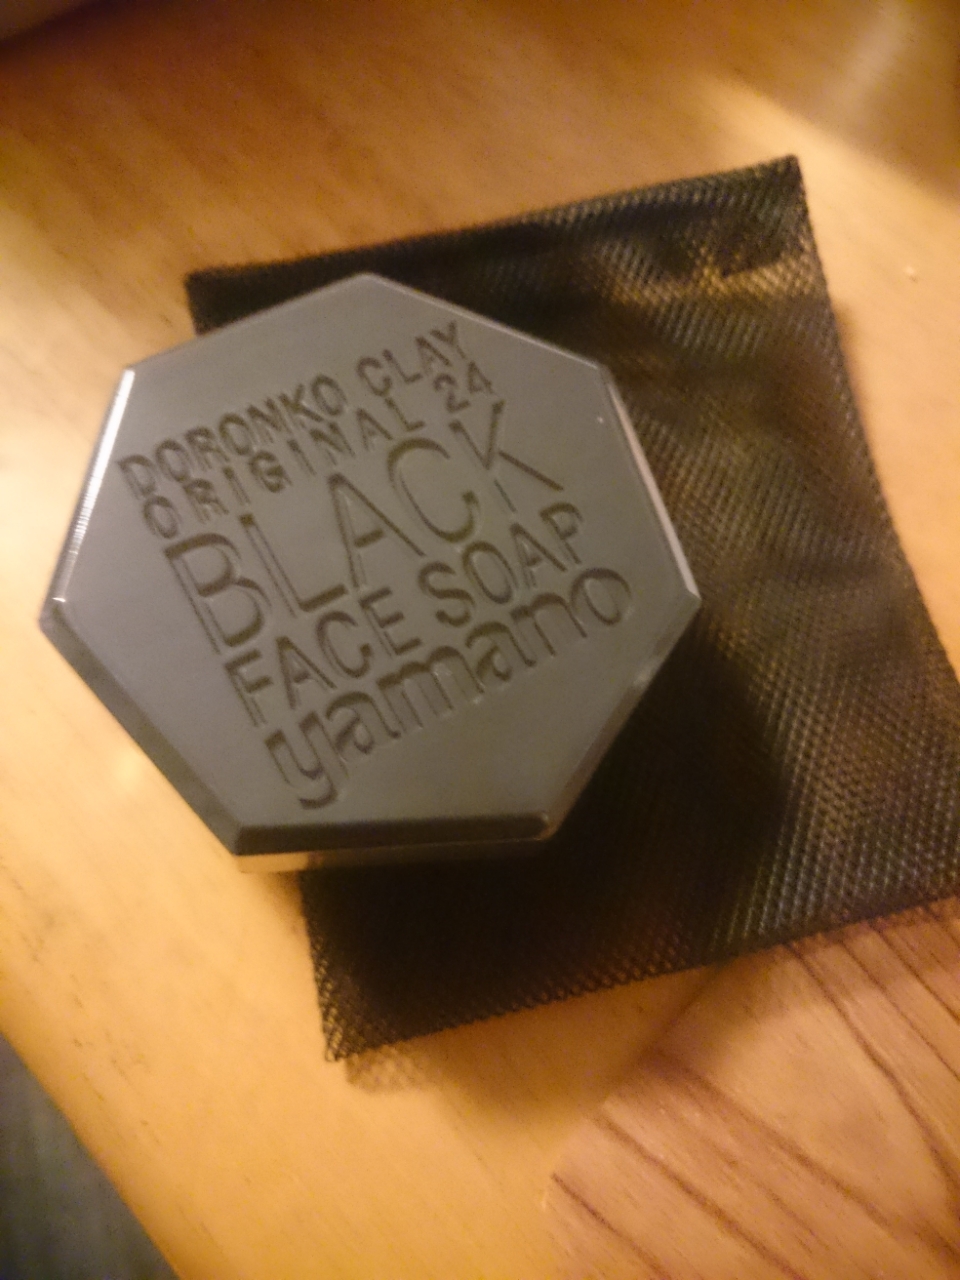 DORONKO CLAY
ORIGINAL 24
BLACK
FACE SOAP
yamano